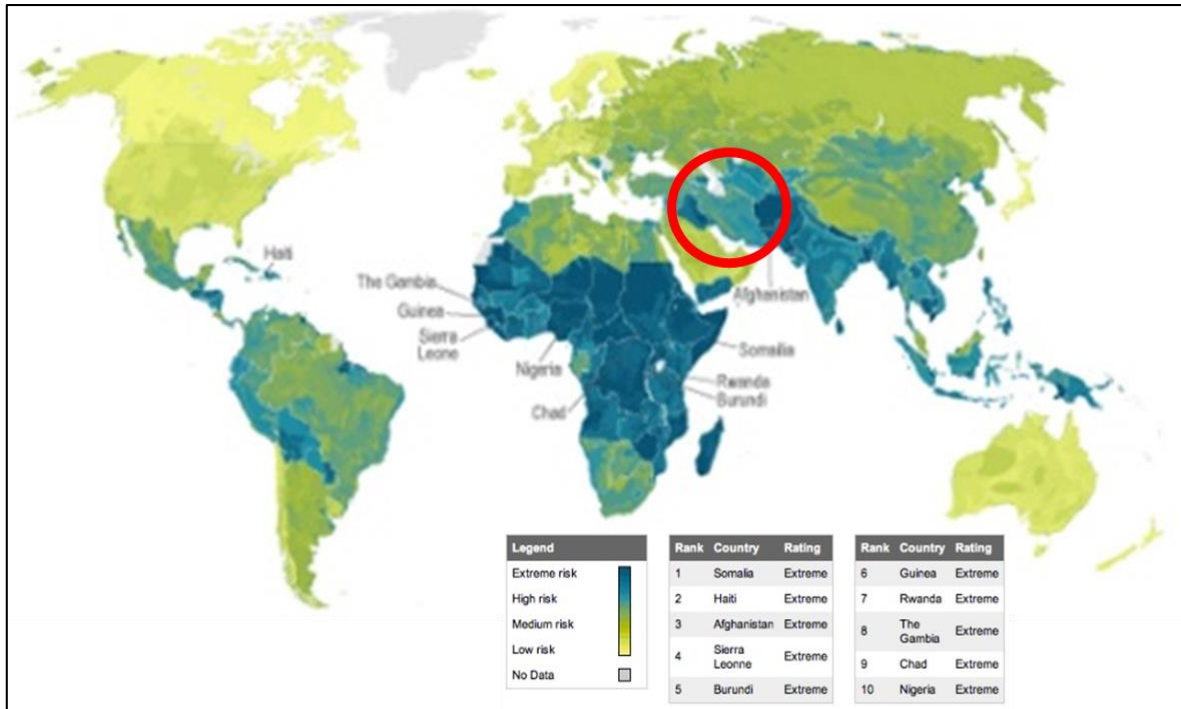 Haiti
The Gambia
Guinea
Sierra
Leone
Nigeria
Chad
Afghanistan
Somailia
Rwanda
Burundi
Legend
Extreme risk
High risk
Medium risk
Low risk
No Data
Rank Country Rating
1 Somalia Extreme
2 Haiti Extreme
3 Afghanistan Extreme
4 Sierra
Leonne Extreme
5 Burundi Extreme
Rank Country Rating
6 Guinea Extreme
7 Rwanda Extreme
8 The
Gambia Extreme
9 Chad Extreme
10 Nigeria Extreme